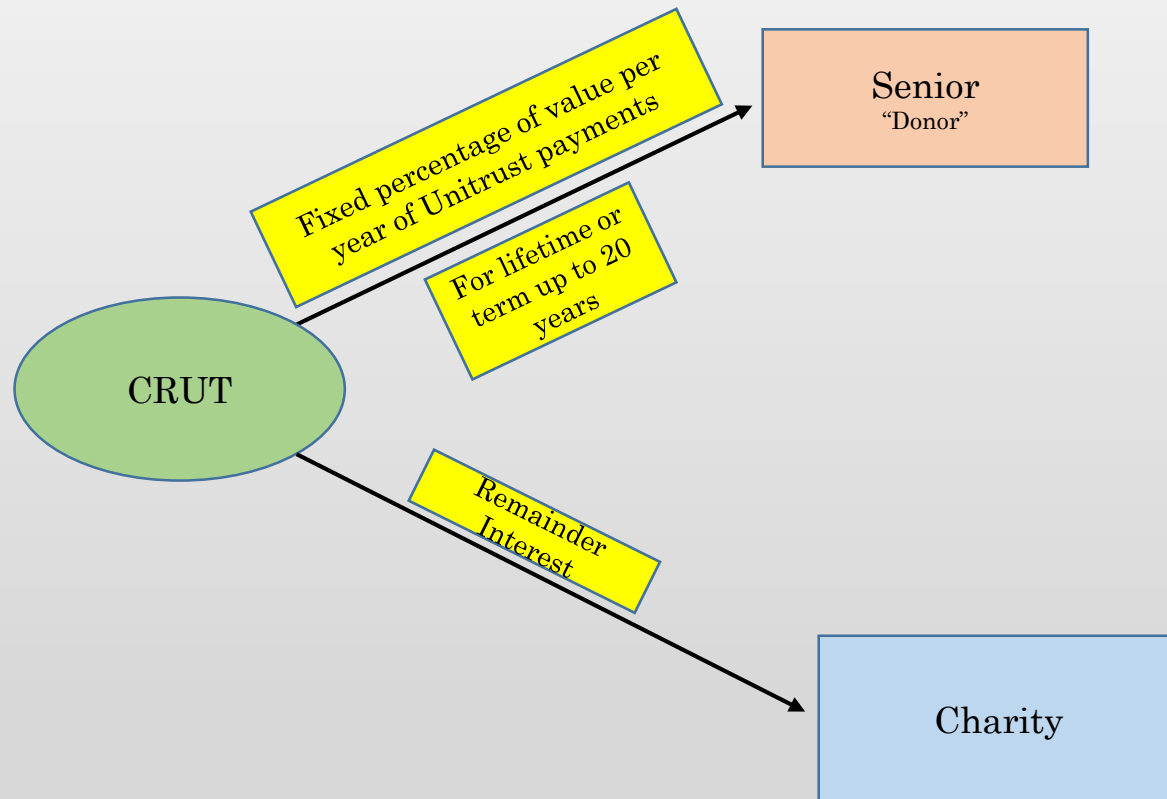 Fixed percentage of value per
year of Unitrust payments
Senior
“Donor”
For lifetime or
term up to 20
years
CRUT
Remainder
Interest
Charity